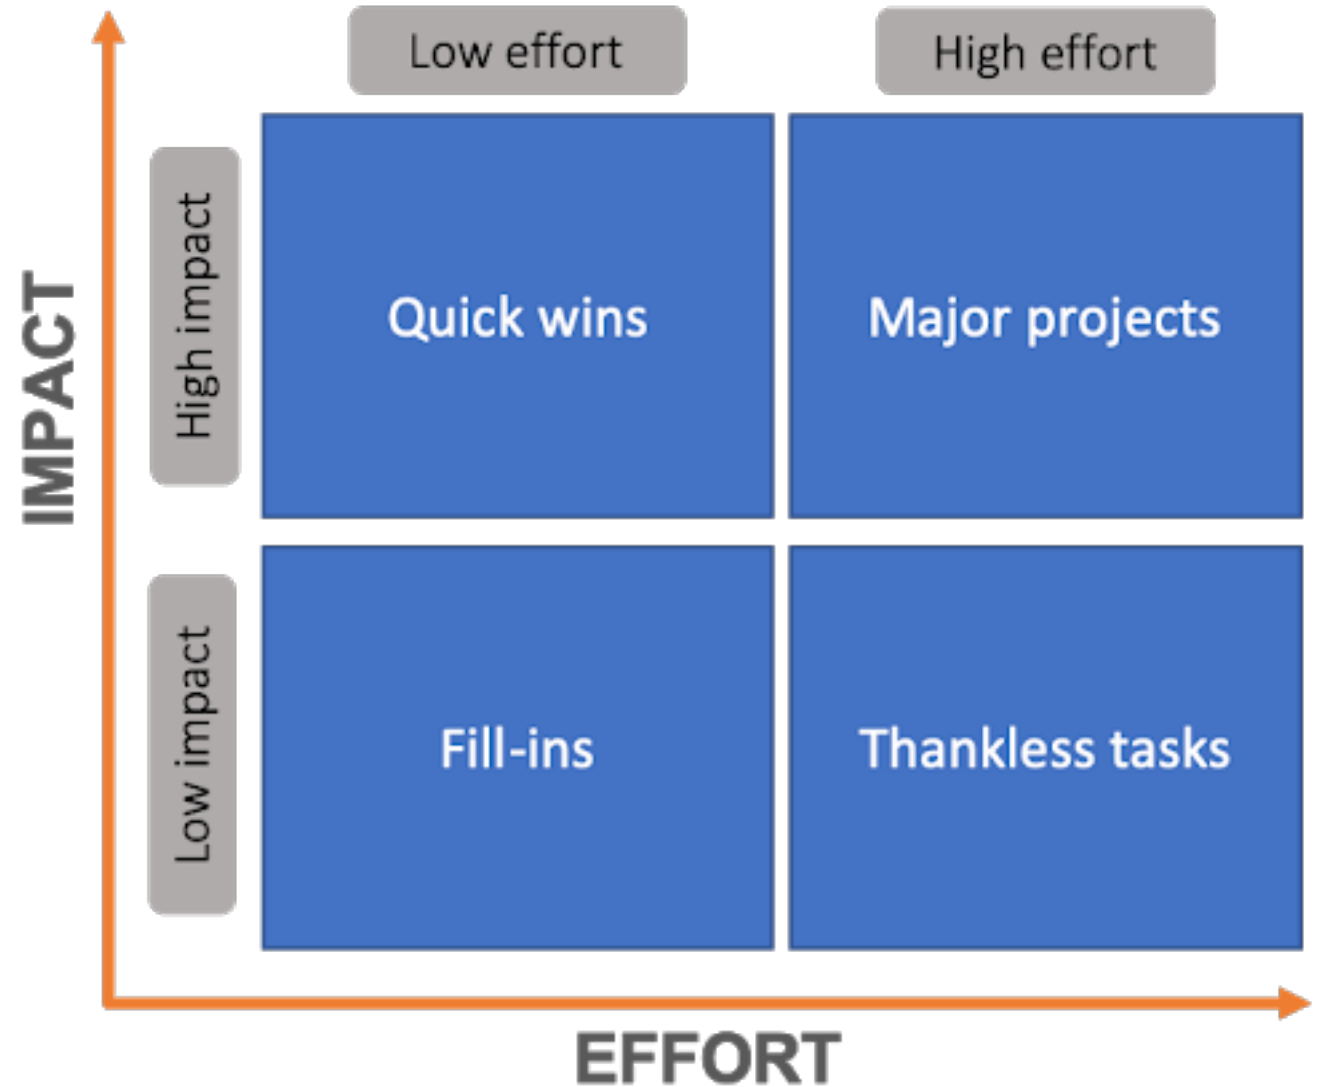 Low effort
High effort
IMPACT
High impact
Quick wins
Major projects
Low impact
Fill-ins
Thankless tasks
EFFORT